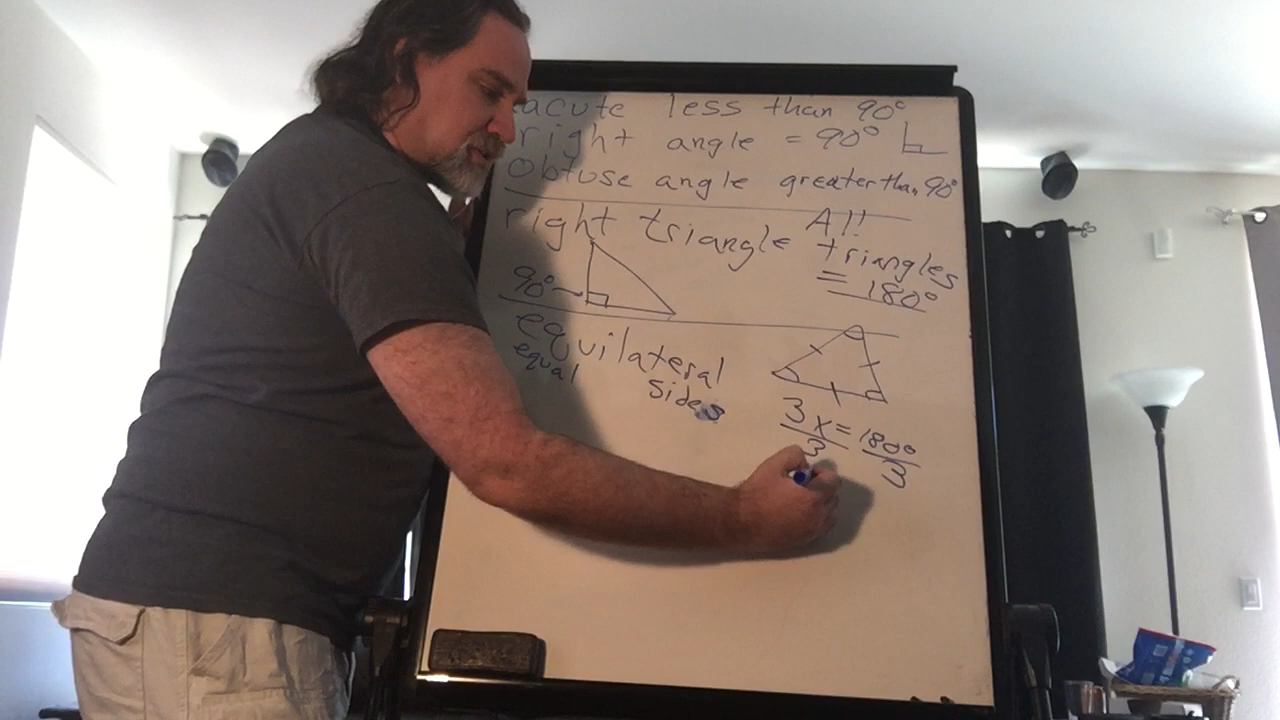 acute less than 90°
right angle = 90°
obtuse angle greater than 90°
right triangle
All
triangles
= 180°
90°
equilateral
equal
sides
3x = 180°
3 3